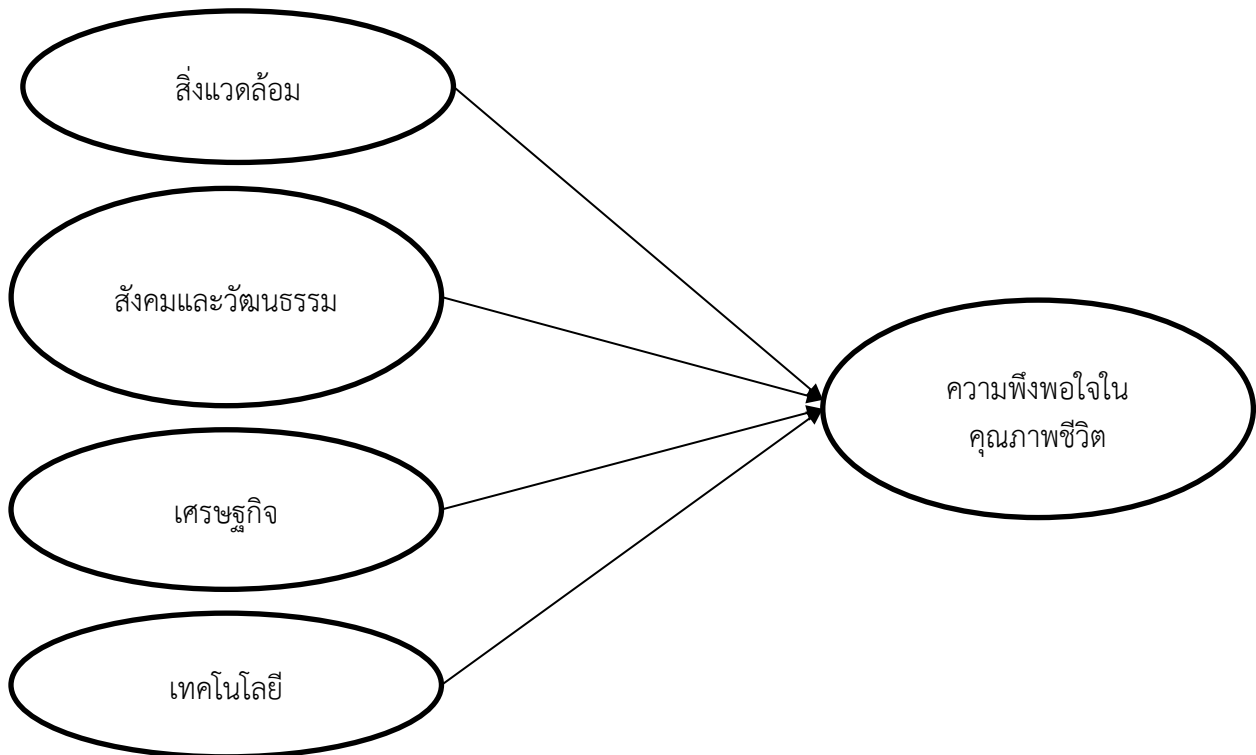 สิ่งแวดล้อม
สังคมและวัฒนธรรม
ความพึงพอใจใน
คุณภาพชีวิต
เศรษฐกิจ
เทคโนโลยี